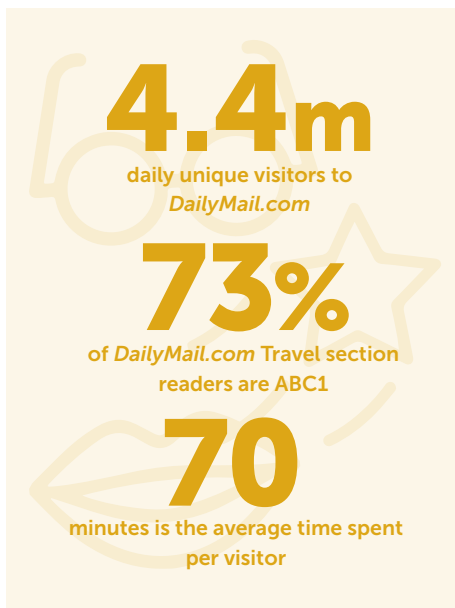 4.4m
daily unique visitors to
DailyMail.com
73%
of DailyMail.com Travel section
readers are ABC1
70
minutes is the average time spent
per visitor